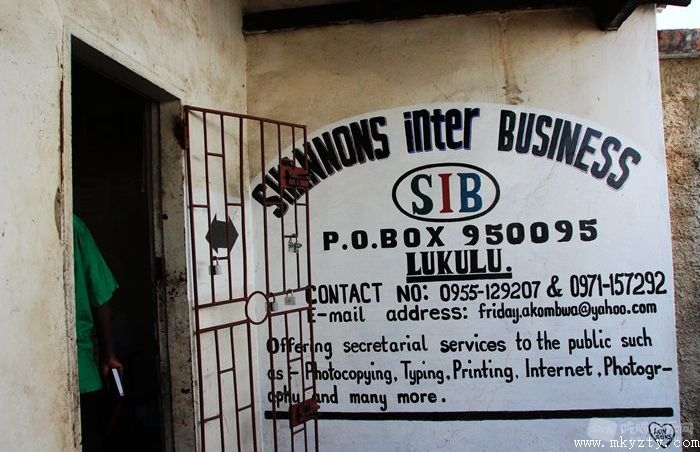 SHANNONS inter BUSINESS
SIB
P.O.BOX 950095
LUKULU.
CONTACT NO: 0955-129207 & 0971-157292
E-mail address: friday.akombwa@yahoo.com
Offering secretarial services to the public such
as - Photocopying, Typing, Printing, Internet, Photogr-
aphy and many more.
www.mkyztv.com